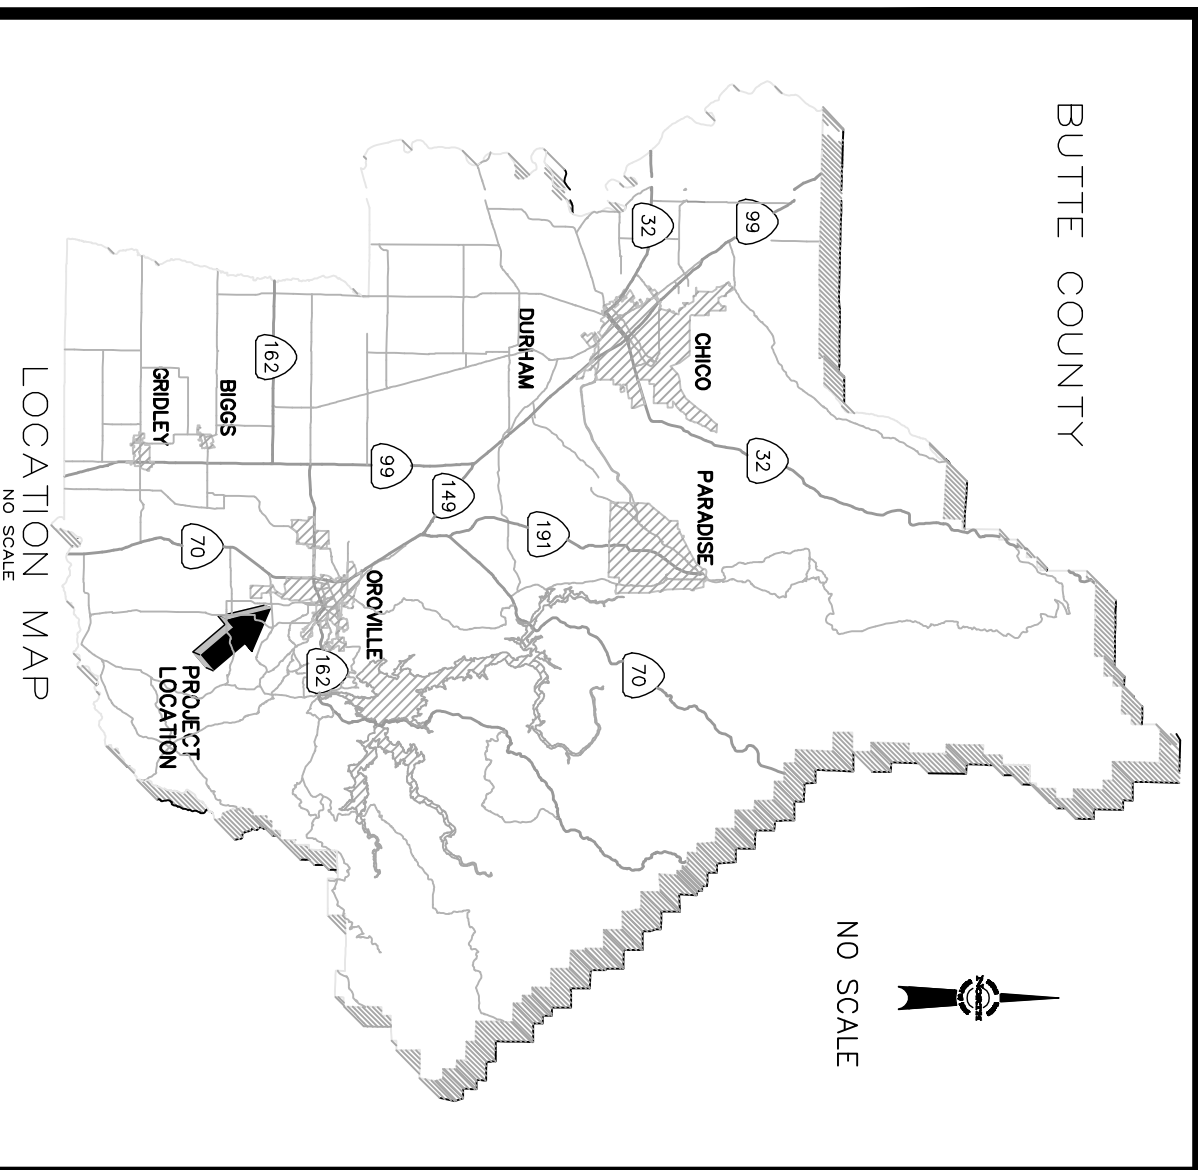 BUTTE COUNTY
NORTH
NO SCALE
99
32
CHICO
32
PARADISE
DURHAM
191
70
149
99
OROVILLE
162
162
BIGGS
70
GRIDLEY
PROJECT
LOCATION
LOCATION MAP
NO SCALE